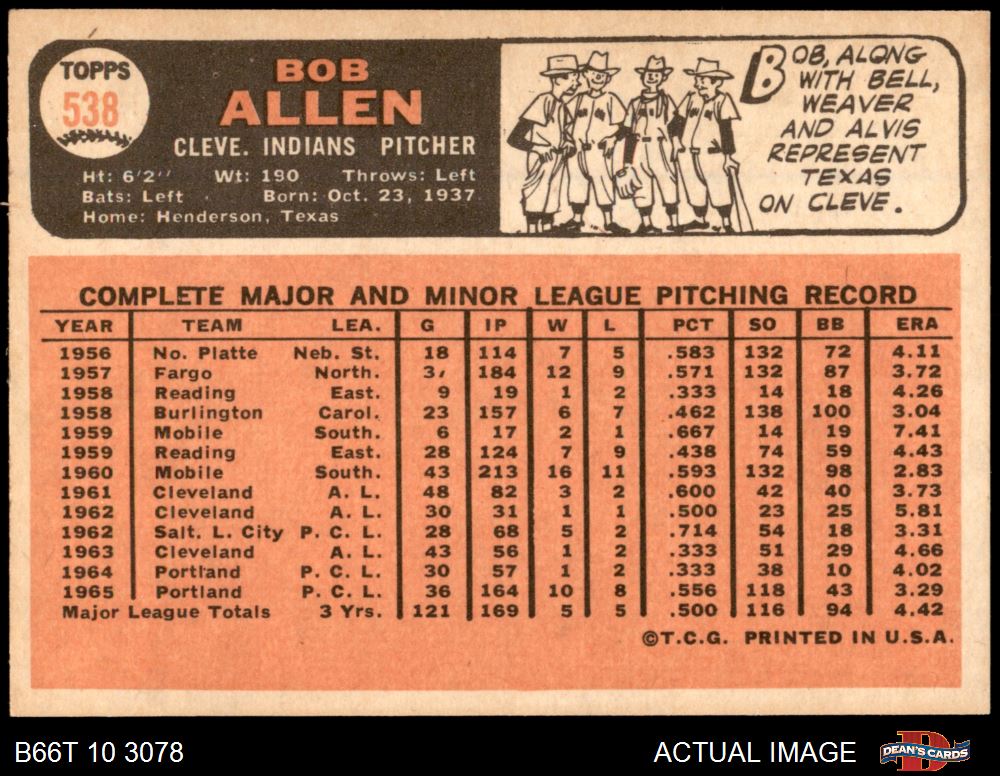 TOPPS
538
BOB
ALLEN
CLEVE. INDIANS PITCHER
Ht: 6'2" Wt: 190 Throws: Left
Bats: Left Born: Oct. 23, 1937
Home: Henderson, Texas
BOB, ALONG
WITH BELL,
WEAVER
AND ALVIS
REPRESENT
TEXAS
ON CLEVE.
COMPLETE MAJOR AND MINOR LEAGUE PITCHING RECORD
YEAR TEAM LEA. G IP W L PCT SO BB ERA
1956 No. Platte Neb. St. 18 114 7 5 .583 132 72 4.11
1957 Fargo North. 184 12 9 .571 132 87 3.72
1958 Reading East. 9 19 1 2 .333 14 18 4.26
1958 Burlington Carol. 23 157 6 7 .462 138 100 3.04
1959 Mobile South. 6 17 2 1 .667 14 19 7.41
1959 Reading East. 28 124 7 9 .438 74 59 4.43
1960 Mobile South. 43 213 16 11 .593 132 98 2.83
1961 Cleveland A. L. 48 82 3 2 .600 42 40 3.73
1962 Cleveland A. L. 30 31 1 1 .500 23 25 5.81
1962 Salt. L. City P. C. L. 28 68 5 2 .714 54 18 3.31
1963 Cleveland A. L. 43 56 1 2 .333 51 29 4.66
1964 Portland P. C. L. 30 57 1 2 .333 38 10 4.02
1965 Portland P. C. L. 36 164 10 8 .556 118 43 3.29
Major League Totals 3 Yrs. 121 169 5 5 .500 116 94 4.42
©T.C.G. PRINTED IN U.S.A.
B66T 10 3078 ACTUAL IMAGE DEAN'S CARDS